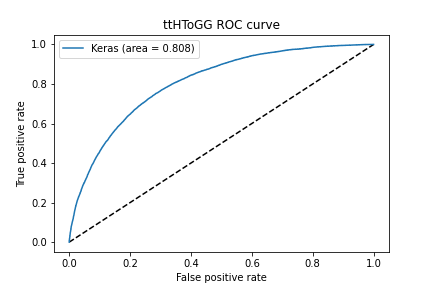 ttHToGG ROC curve
Keras (area = 0.808)
True positive rate
1.0
0.8
0.6
0.4
0.2
0.0
0.0 0.2 0.4 0.6 0.8 1.0
False positive rate